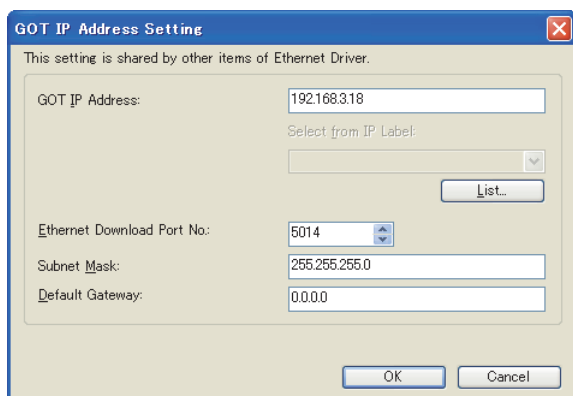 GOT IP Address Setting
This setting is shared by other items of Ethernet Driver.
GOT IP Address:
192.168.3.18
Select from IP Label:
List...
Ethernet Download Port No.:
5014
Subnet Mask:
255.255.255.0
Default Gateway:
0.0.0.0
OK
Cancel